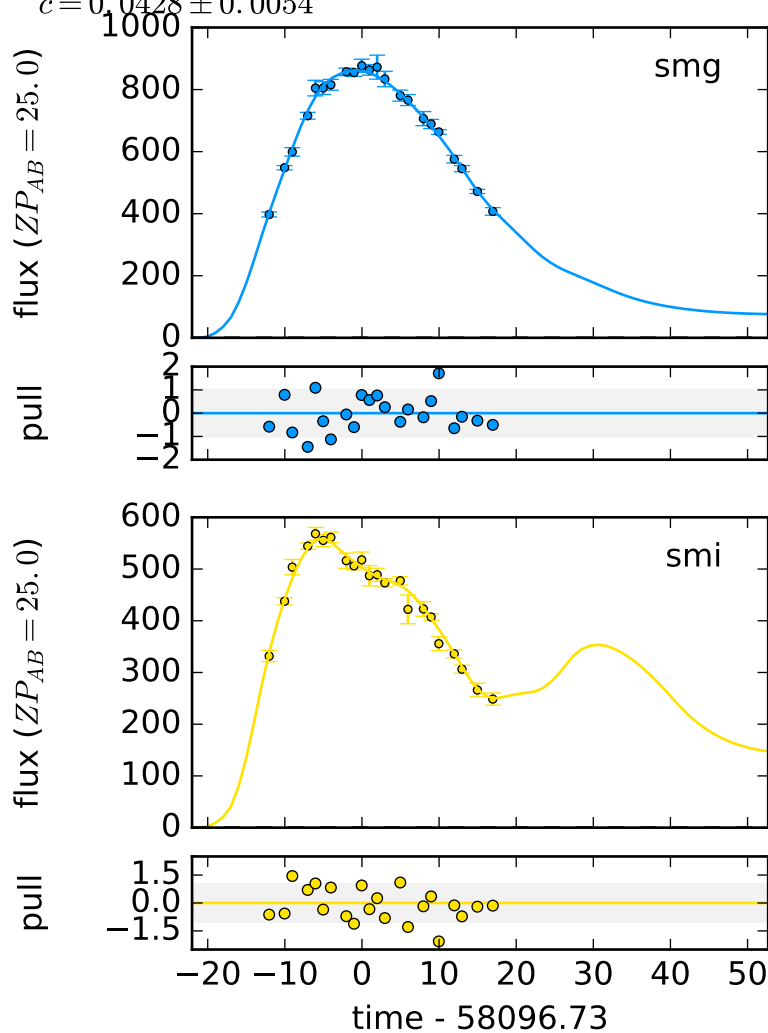 c = 0.0428 ± 0.0054
1000
800
600
400
200
0
flux (ZP_AB = 25.0)
smg
2
1
0
−1
−2
pull
600
500
400
300
200
100
0
flux (ZP_AB = 25.0)
smi
1.5
0.0
−1.5
pull
−20 −10 0 10 20 30 40 50
time - 58096.73